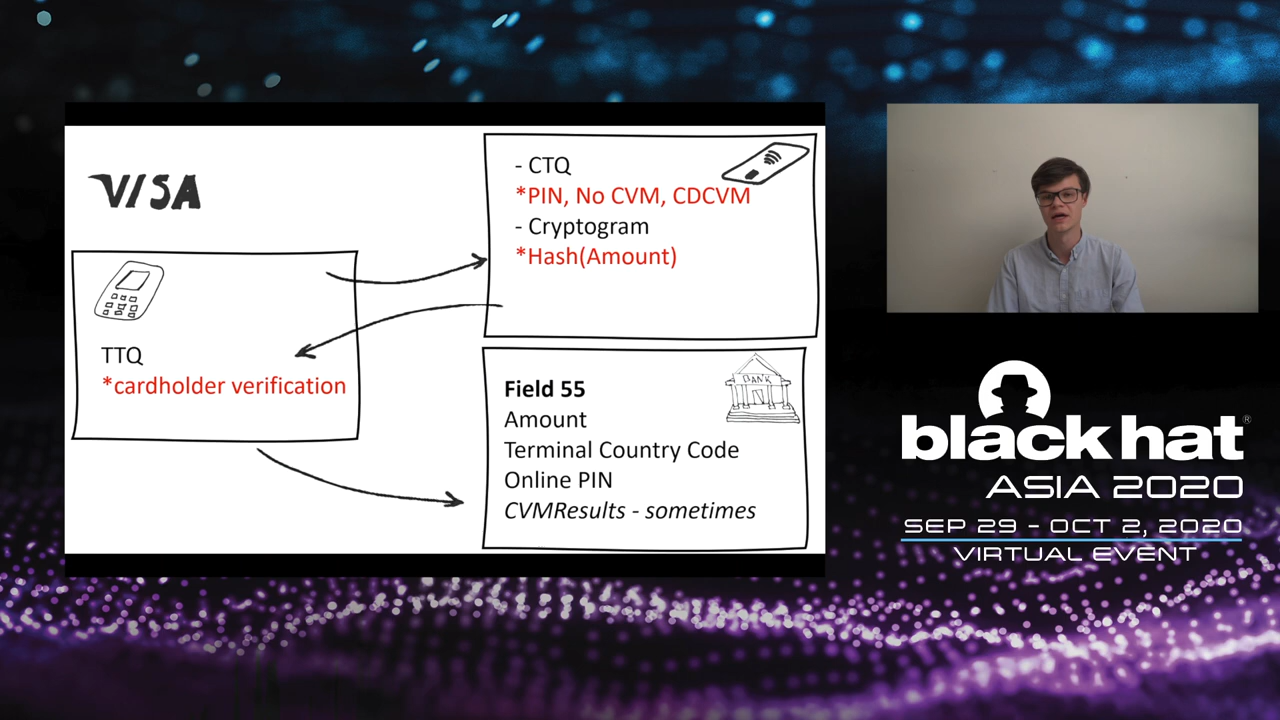 VISA
TTQ
*cardholder verification
- CTQ
*PIN, No CVM, CDCVM
- Cryptogram
*Hash(Amount)
BANK
Field 55
Amount
Terminal Country Code
Online PIN
CVMResults - sometimes
black hat®
ASIA 2020
SEP 29 - OCT 2, 2020
VIRTUAL EVENT